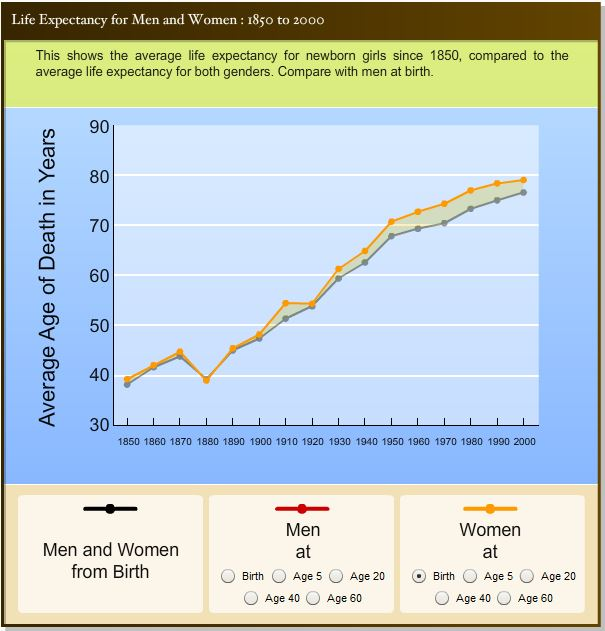 Life Expectancy for Men and Women : 1850 to 2000
This shows the average life expectancy for newborn girls since 1850, compared to the
average life expectancy for both genders. Compare with men at birth.
Average Age of Death in Years
90
80
70
60
50
40
30
1850 1860 1870 1880 1890 1900 1910 1920 1930 1940 1950 1960 1970 1980 1990 2000
Men and Women
from Birth
Men
at
Birth Age 5 Age 20
Age 40 Age 60
Women
at
Birth Age 5 Age 20
Age 40 Age 60